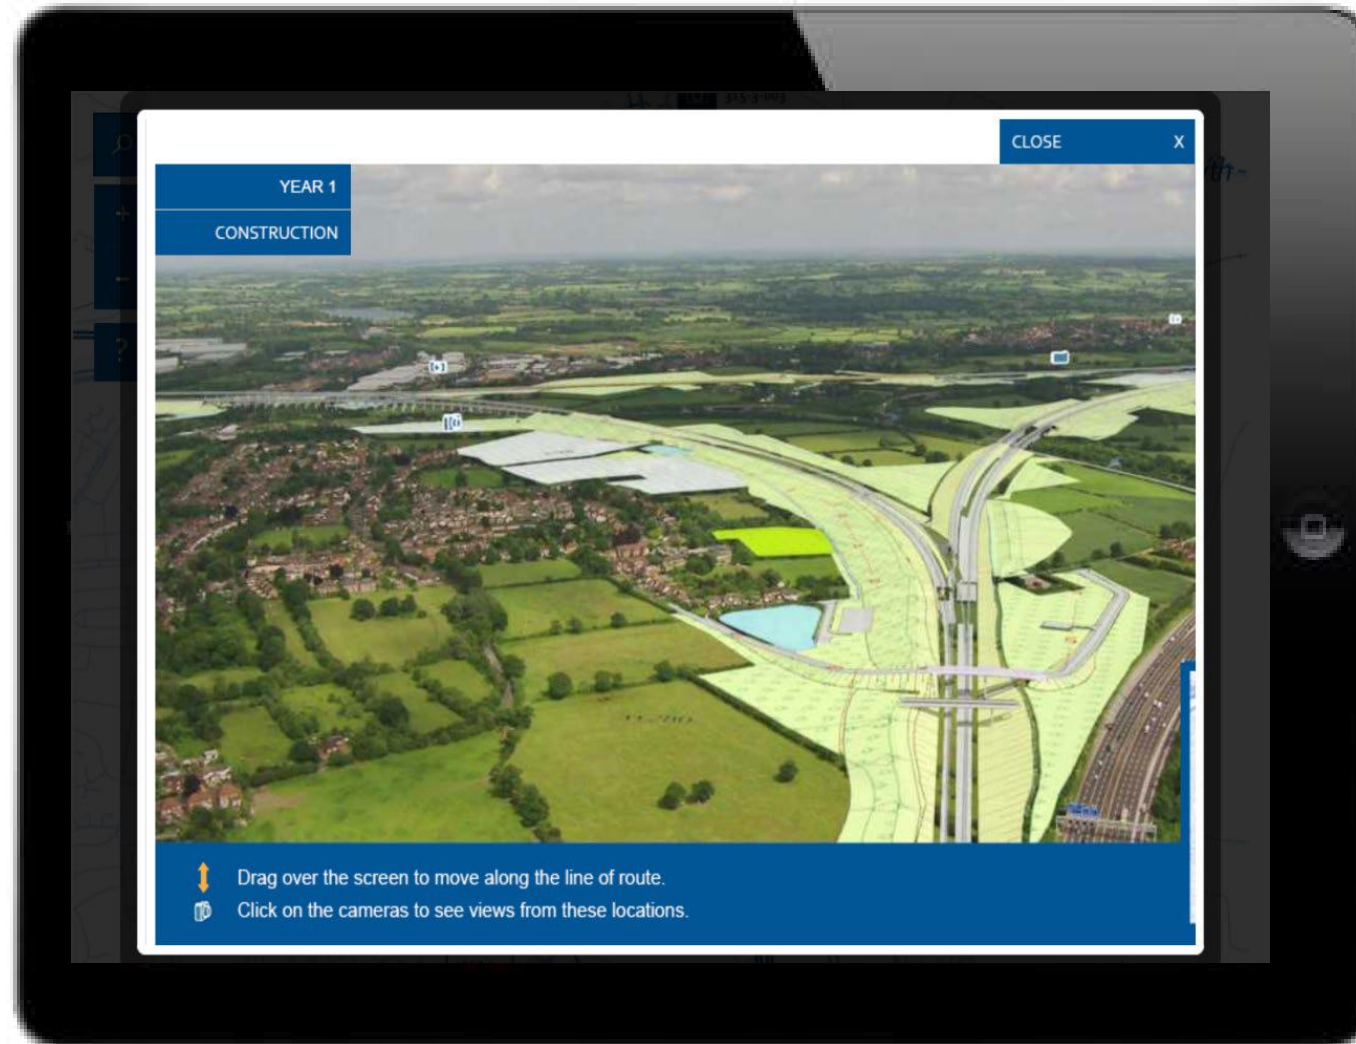 CLOSE X
YEAR 1
CONSTRUCTION
+
-
?
Drag over the screen to move along the line of route.
Click on the cameras to see views from these locations.